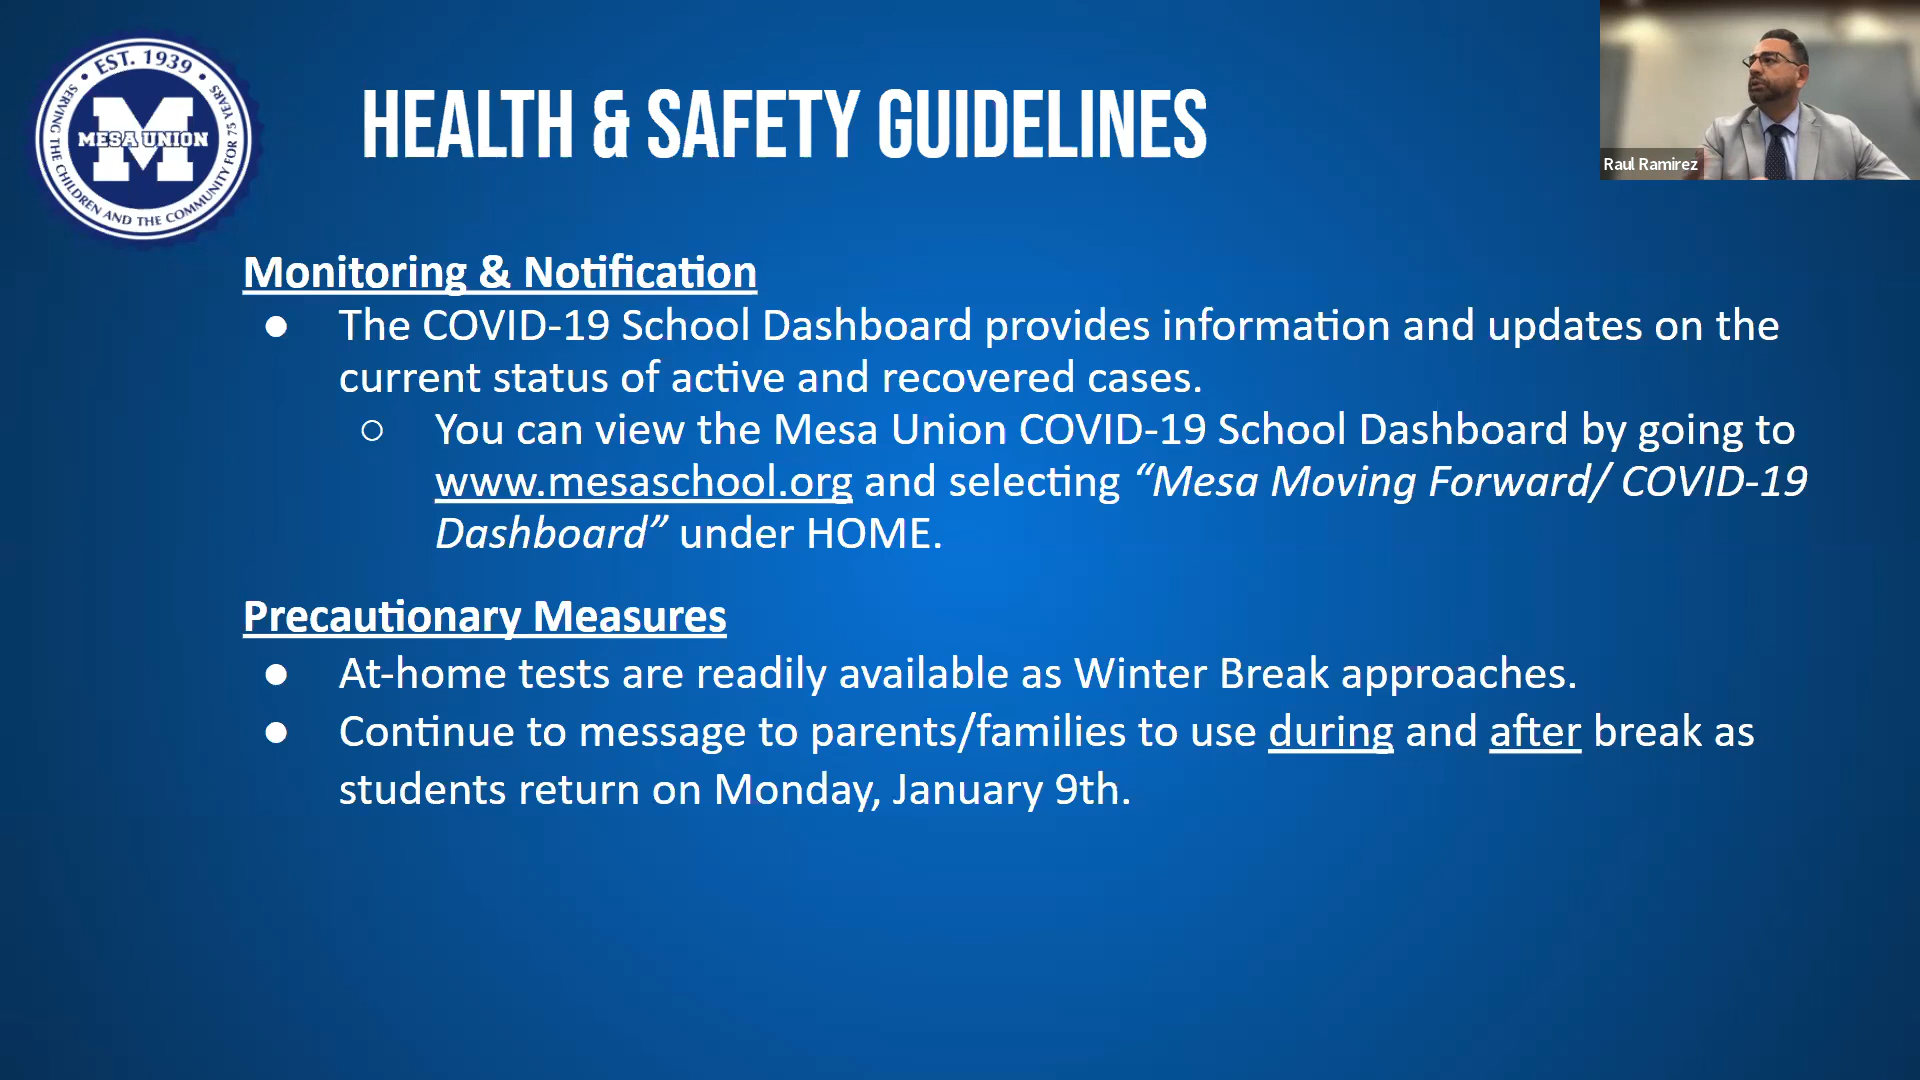 EST. 1939
SERVING THE CHILDREN AND THE COMMUNITY FOR 75 YEARS
MESA UNION
HEALTH & SAFETY GUIDELINES
Raul Ramirez
Monitoring & Notification
● The COVID-19 School Dashboard provides information and updates on the
current status of active and recovered cases.
○ You can view the Mesa Union COVID-19 School Dashboard by going to
www.mesaschool.org and selecting “Mesa Moving Forward/ COVID-19
Dashboard” under HOME.
Precautionary Measures
● At-home tests are readily available as Winter Break approaches.
● Continue to message to parents/families to use during and after break as
students return on Monday, January 9th.